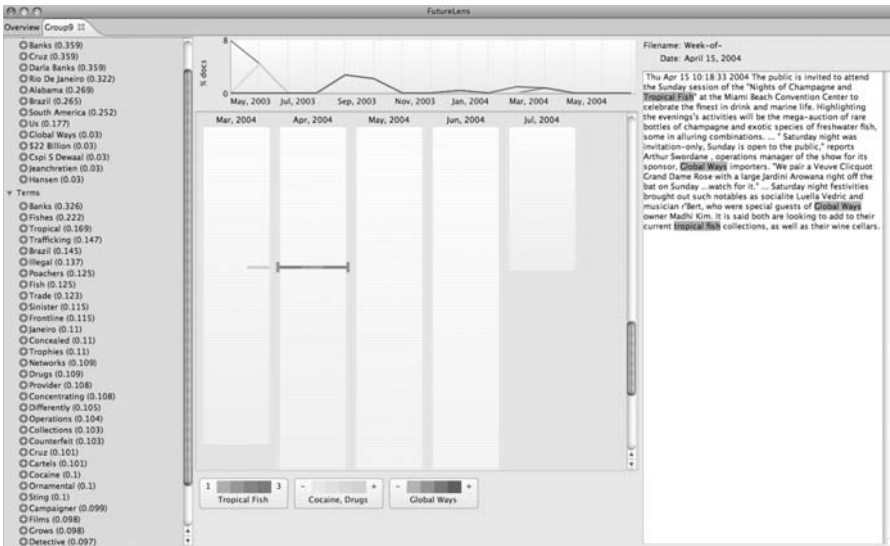 FutureLens
Overview
Group9
Banks (0.359)
Cruz (0.359)
Darla Banks (0.359)
Rio De Janeiro (0.322)
Alabama (0.269)
Brazil (0.265)
South America (0.252)
Us (0.177)
Global Ways (0.03)
$22 Billion (0.03)
Cspi S Dewaal (0.03)
Jeanchretien (0.03)
Hansen (0.03)
Terms
Banks (0.326)
Fishes (0.222)
Tropical (0.169)
Trafficking (0.147)
Brazil (0.145)
Illegal (0.137)
Poachers (0.125)
Fish (0.125)
Trade (0.123)
Sinister (0.115)
Frontline (0.115)
Janeiro (0.11)
Concealed (0.11)
Trophies (0.11)
Networks (0.109)
Drugs (0.109)
Provider (0.108)
Concentrating (0.108)
Differently (0.105)
Operations (0.104)
Collections (0.103)
Counterfeit (0.103)
Cruz (0.101)
Cartels (0.101)
Cocaine (0.1)
Ornamental (0.1)
Sting (0.1)
Campaigner (0.099)
Films (0.098)
Grows (0.098)
Detective (0.097)
8
% docs
0
May, 2003 Jul, 2003 Sep, 2003 Nov, 2003 Jan, 2004 Mar, 2004 May, 2004
Mar, 2004 Apr, 2004 May, 2004 Jun, 2004 Jul, 2004
1 3
Tropical Fish
- +
Cocaine, Drugs
- +
Global Ways
Filename: Week-of-
Date: April 15, 2004
Thu Apr 15 10:18:33 2004 The public is invited to attend
the Sunday session of the "Nights of Champagne and
Tropical Fish" at the Miami Beach Convention Center to
celebrate the finest in drink and marine life. Highlighting
the evenings's activities will be the mega-auction of rare
bottles of champagne and exotic species of freshwater fish,
some in alluring combinations. ... " Saturday night was
invitation-only, Sunday is open to the public," reports
Arthur Swordane , operations manager of the show for its
sponsor, Global Ways importers. "We pair a Veuve Clicquot
Grand Dame Rose with a large Jardini Arowana right off the
bat on Sunday ...watch for it." ... Saturday night festivities
brought out such notables as socialite Luella Vedric and
musician r'Bert, who were special guests of Global Ways
owner Madhi Kim. It is said both are looking to add to their
current tropical fish collections, as well as their wine cellars.